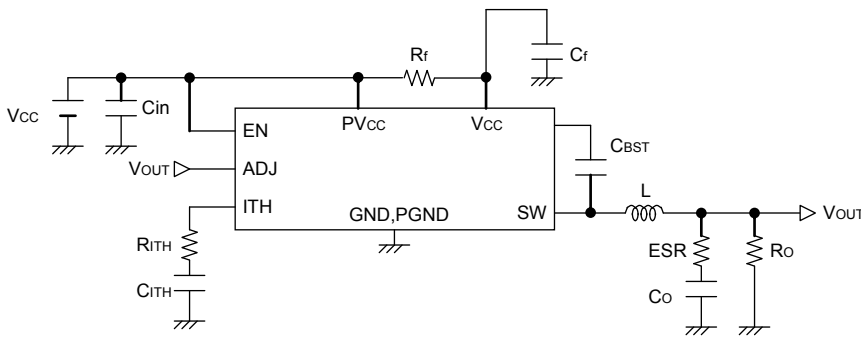 Rf
Cf
VCC
Cin
EN
PVCC
VCC
CBST
VOUT
ADJ
L
ITH
GND,PGND
SW
VOUT
RITH
ESR
RO
CITH
CO